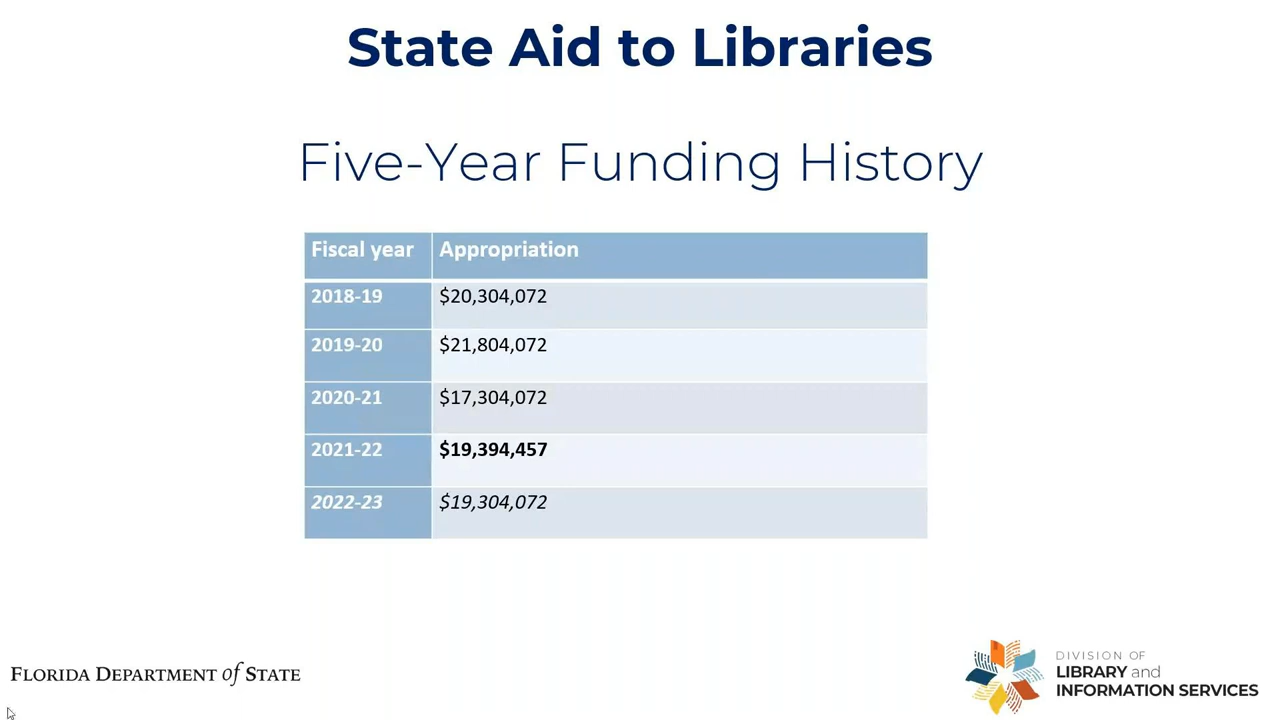 State Aid to Libraries
Five-Year Funding History
Fiscal year Appropriation
2018-19 $20,304,072
2019-20 $21,804,072
2020-21 $17,304,072
2021-22 $19,394,457
2022-23 $19,304,072
FLORIDA DEPARTMENT of STATE
DIVISION OF
LIBRARY and
INFORMATION SERVICES